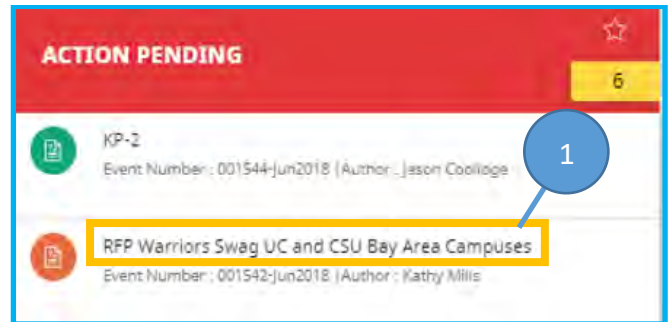 ACTION PENDING
6
KP-2
Event Number : 001544-Jun2018 | Author : Jason Coolidge
1
RFP Warriors Swag UC and CSU Bay Area Campuses
Event Number : 001542-Jun2018 | Author : Kathy Mills